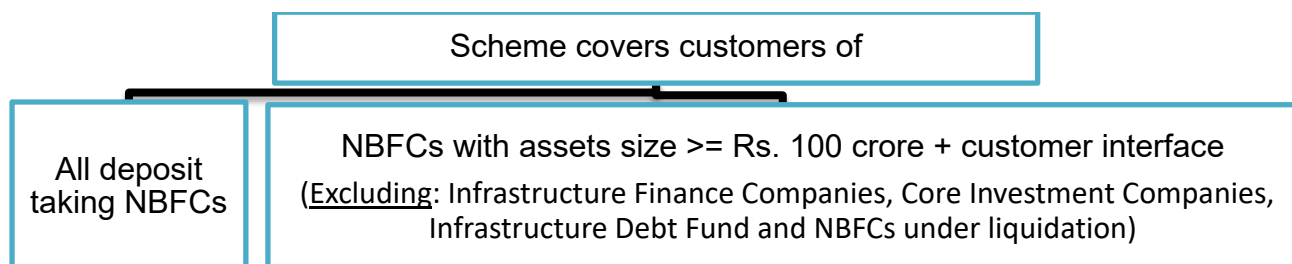 Scheme covers customers of
All deposit
taking NBFCs
NBFCs with assets size >= Rs. 100 crore + customer interface
(Excluding: Infrastructure Finance Companies, Core Investment Companies,
Infrastructure Debt Fund and NBFCs under liquidation)